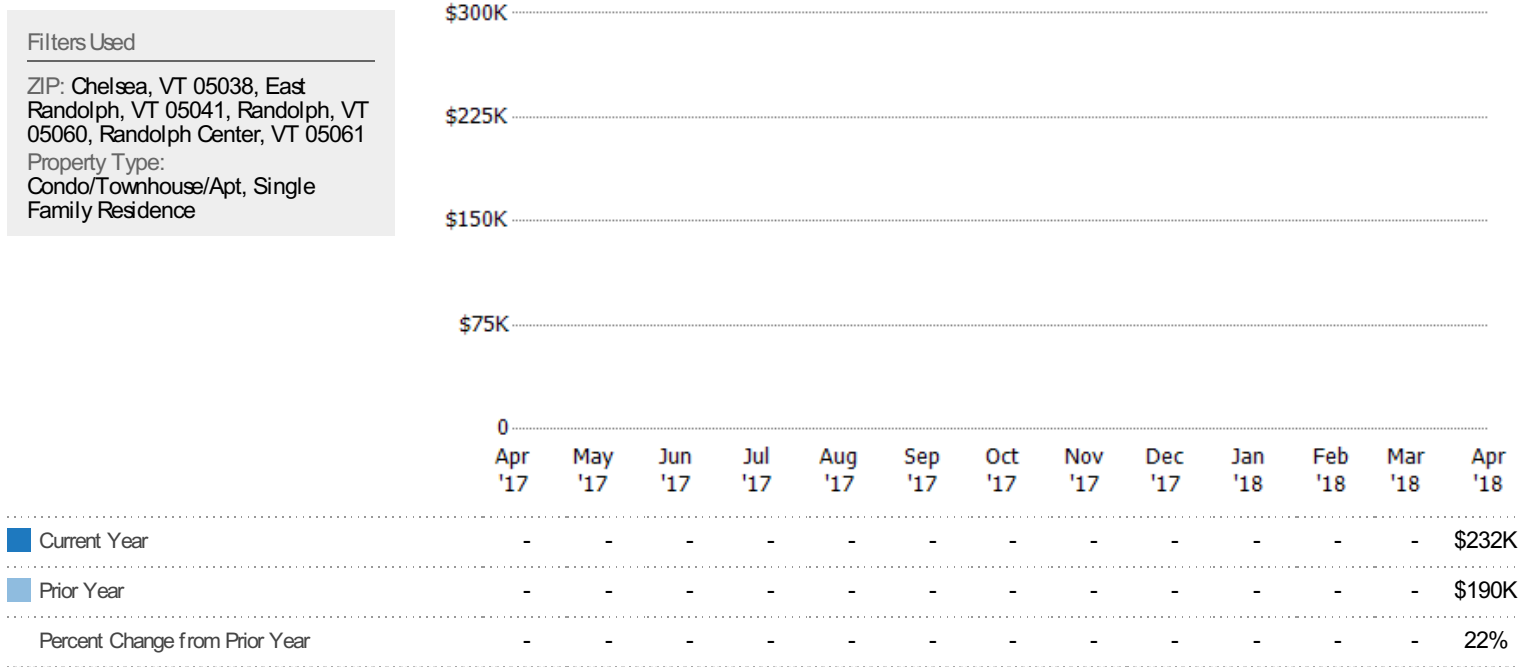 Filters Used
ZIP: Chelsea, VT 05038, East
Randolph, VT 05041, Randolph, VT
05060, Randolph Center, VT 05061
Property Type:
Condo/Townhouse/Apt, Single
Family Residence
$300K
$225K
$150K
$75K
0
Apr May Jun Jul Aug Sep Oct Nov Dec Jan Feb Mar Apr
'17 '17 '17 '17 '17 '17 '17 '17 '17 '18 '18 '18 '18
Current Year - - - - - - - - - - - - $232K
Prior Year - - - - - - - - - - - - $190K
Percent Change from Prior Year - - - - - - - - - - - - 22%